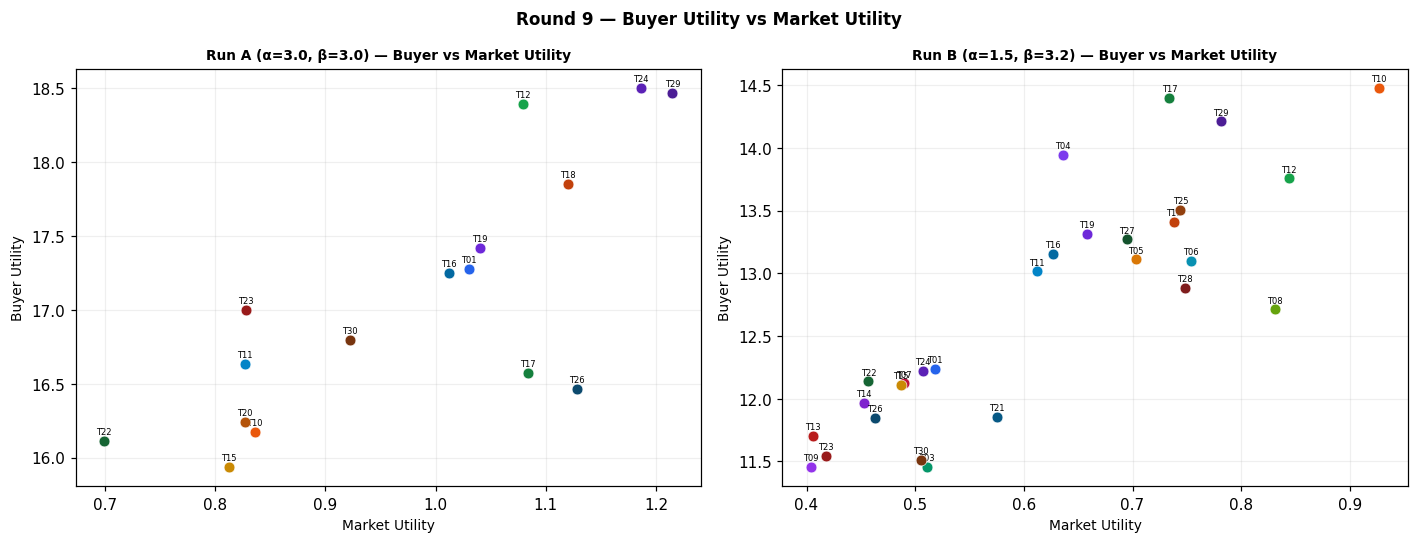 Round 9 — Buyer Utility vs Market Utility
Run A (α=3.0, β=3.0) — Buyer vs Market Utility
Buyer Utility
18.5
18.0
17.5
17.0
16.5
16.0
T24
T29
T12
T18
T19
T01
T16
T23
T30
T11
T17
T26
T20
T10
T22
T15
0.7
0.8
0.9
1.0
1.1
1.2
Market Utility
Run B (α=1.5, β=3.2) — Buyer vs Market Utility
Buyer Utility
14.5
14.0
13.5
13.0
12.5
12.0
11.5
T10
T17
T29
T04
T12
T25
T19
T27
T16
T05
T06
T11
T28
T08
T24
T01
T22
T14
T26
T21
T13
T23
T30
T09
0.4
0.5
0.6
0.7
0.8
0.9
Market Utility